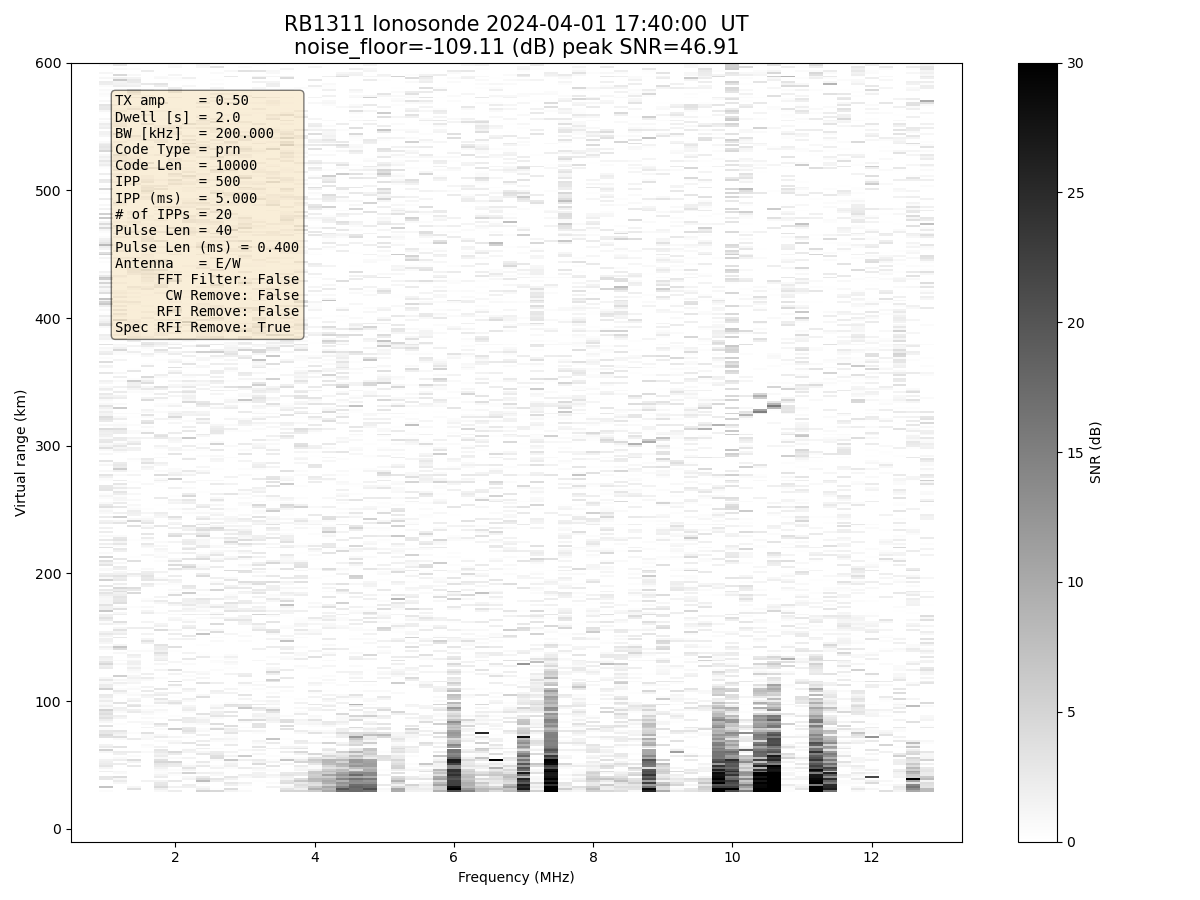 RB1311 Ionosonde 2024-04-01 17:40:00 UT
noise_floor=-109.11 (dB) peak SNR=46.91
600
500
400
300
200
100
0
Virtual range (km)
TX amp = 0.50
Dwell [s] = 2.0
BW [kHz] = 200.000
Code Type = prn
Code Len = 10000
IPP = 500
IPP (ms) = 5.000
# of IPPs = 20
Pulse Len = 40
Pulse Len (ms) = 0.400
Antenna = E/W
FFT Filter: False
CW Remove: False
RFI Remove: False
Spec RFI Remove: True
2 4 6 8 10 12
Frequency (MHz)
30
25
20
15
10
5
0
SNR (dB)